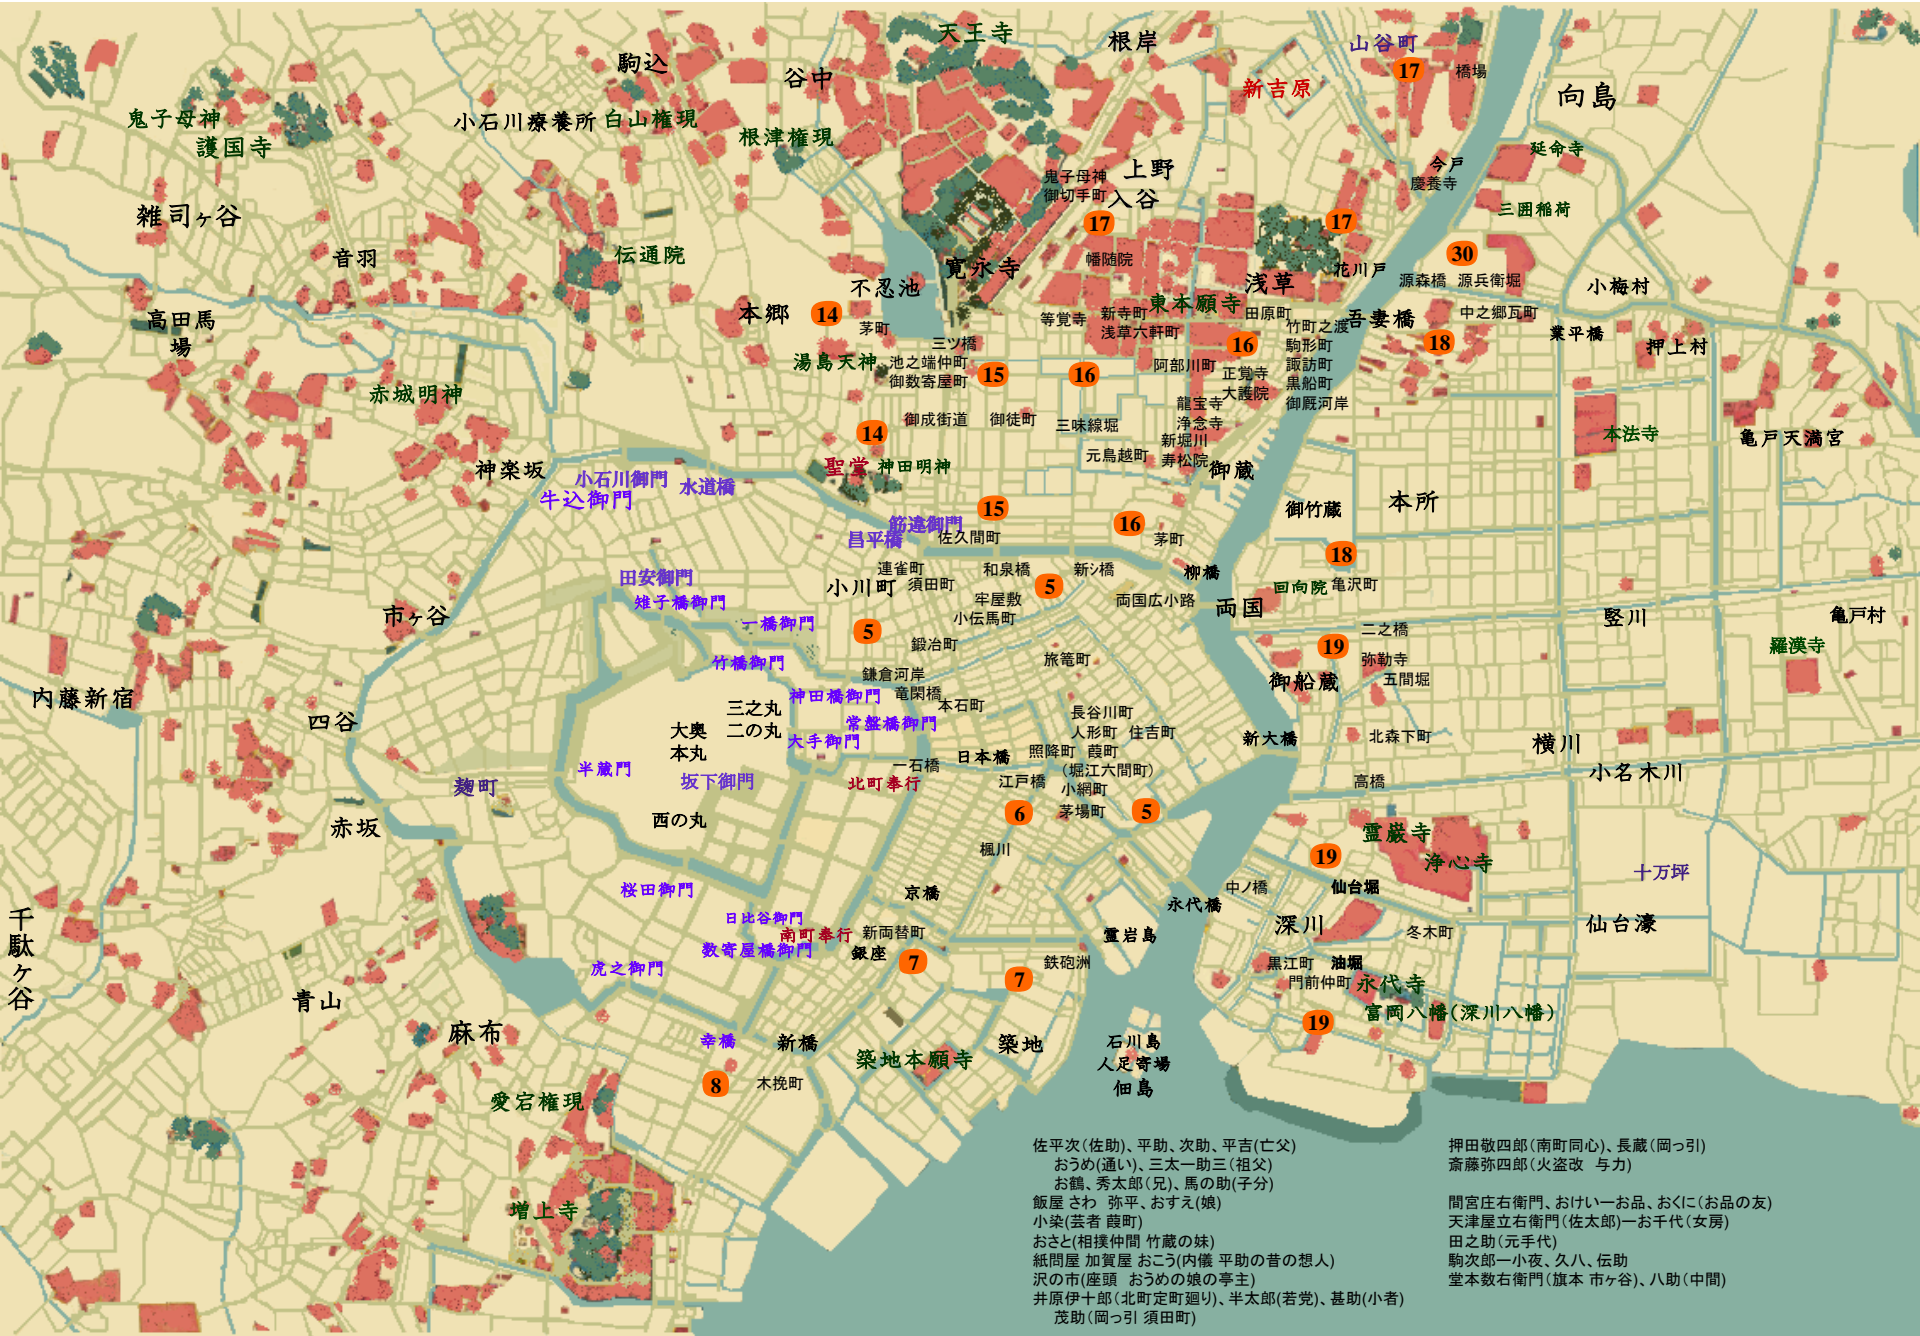 天王寺
根岸
山谷町
17
橋場
駒込
谷中
新吉原
向島
鬼子母神
護国寺
小石川療養所
白山権現
根津権現
上野
入谷
鬼子母神
御切手町
17
今戸
慶養寺
延命寺
三囲稲荷
雑司ヶ谷
音羽
伝通院
寛永寺
不忍池
幡随院
浅草
17
花川戸
30
源森橋
源兵衛堀
小梅村
高田馬
場
本郷
14
茅町
等覚寺
新寺町
浅草六軒町
東本願寺
田原町
竹町之渡
駒形町
諏訪町
黒船町
御厩河岸
吾妻橋
中之郷瓦町
18
業平橋
押上村
湯島天神
三ツ橋
池之端仲町
御数寄屋町
15
16
阿部川町
16
正覚寺
大護院
赤城明神
龍宝寺
浄念寺
新堀川
寿松院
御成街道
御徒町
三味線堀
元鳥越町
14
聖堂
神田明神
御蔵
本法寺
亀戸天満宮
神楽坂
小石川御門
水道橋
牛込御門
筋違御門
昌平橋
15
佐久間町
16
茅町
御竹蔵
本所
18
田安御門
雉子橋御門
連雀町
小川町
須田町
和泉橋
新シ橋
5
牢屋敷
小伝馬町
両国広小路
柳橋
両国
回向院
亀沢町
市ヶ谷
一橋御門
5
鍛冶町
二之橋
19
弥勒寺
五間堀
竪川
亀戸村
羅漢寺
竹橋御門
鎌倉河岸
旅篭町
御船蔵
内藤新宿
四谷
三之丸
二の丸
大奥
本丸
神田橋御門
竜閑橋
本石町
常盤橋御門
大手御門
長谷川町
人形町
住吉町
照降町
葭町
(堀江六間町)
小網町
新大橋
北森下町
横川
半蔵門
坂下御門
一石橋
日本橋
北町奉行
江戸橋
高橋
小名木川
麹町
赤坂
西の丸
6
茅場町
5
楓川
19
霊巌寺
浄心寺
十万坪
桜田御門
京橋
中ノ橋
仙台堀
永代橋
深川
冬木町
仙台濠
千駄ヶ谷
日比谷御門
南町奉行
新両替町
数寄屋橋御門
銀座
7
霊岩島
鉄砲洲
7
黒江町
油堀
門前仲町
永代寺
富岡八幡(深川八幡)
19
虎之御門
青山
麻布
幸橋
新橋
築地本願寺
築地
石川島
人足寄場
佃島
8
木挽町
愛宕権現
増上寺
佐平次(佐助)、平助、次助、平吉(亡父)
おうめ(通い)、三太一助三(祖父)
お鶴、秀太郎(兄)、馬の助(子分)
飯屋 さわ 弥平、おすえ(娘)
小染(芸者 葭町)
おさと(相撲仲間 竹蔵の妹)
紙問屋 加賀屋 おこう(内儀 平助の昔の想人)
沢の市(座頭 おうめの娘の亭主)
井原伊十郎(北町定町廻り)、半太郎(若党)、甚助(小者)
茂助(岡っ引 須田町)
押田敬四郎(南町同心)、長蔵(岡っ引)
斎藤弥四郎(火盗改 与力)
間宮庄右衛門、おけい一お品、おくに(お品の友)
天津屋立右衛門(佐太郎)一お千代(女房)
田之助(元手代)
駒次郎一小夜、久八、伝助
堂本数右衛門(旗本 市ヶ谷)、八助(中間)